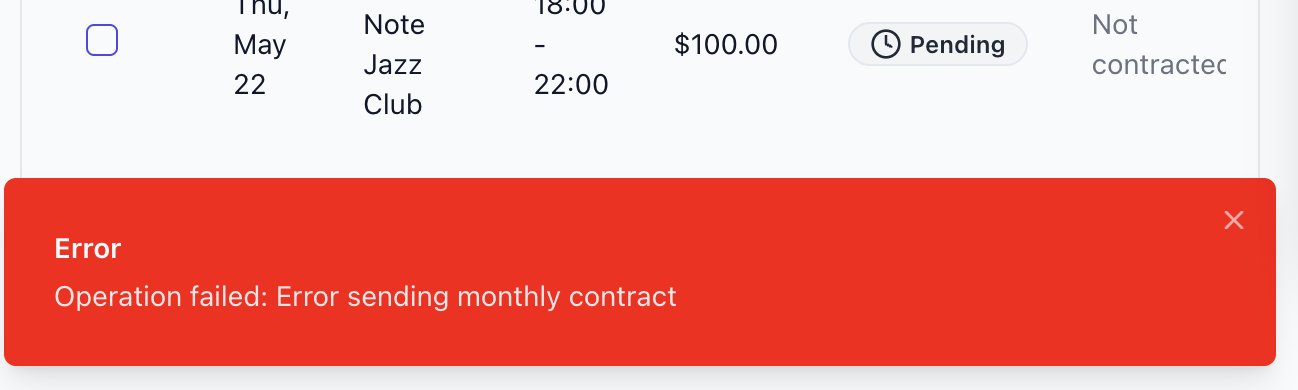 Thu,
May
22
Note
Jazz
Club
18:00
-
22:00
$100.00
Pending
Not
contracted
Error
Operation failed: Error sending monthly contract